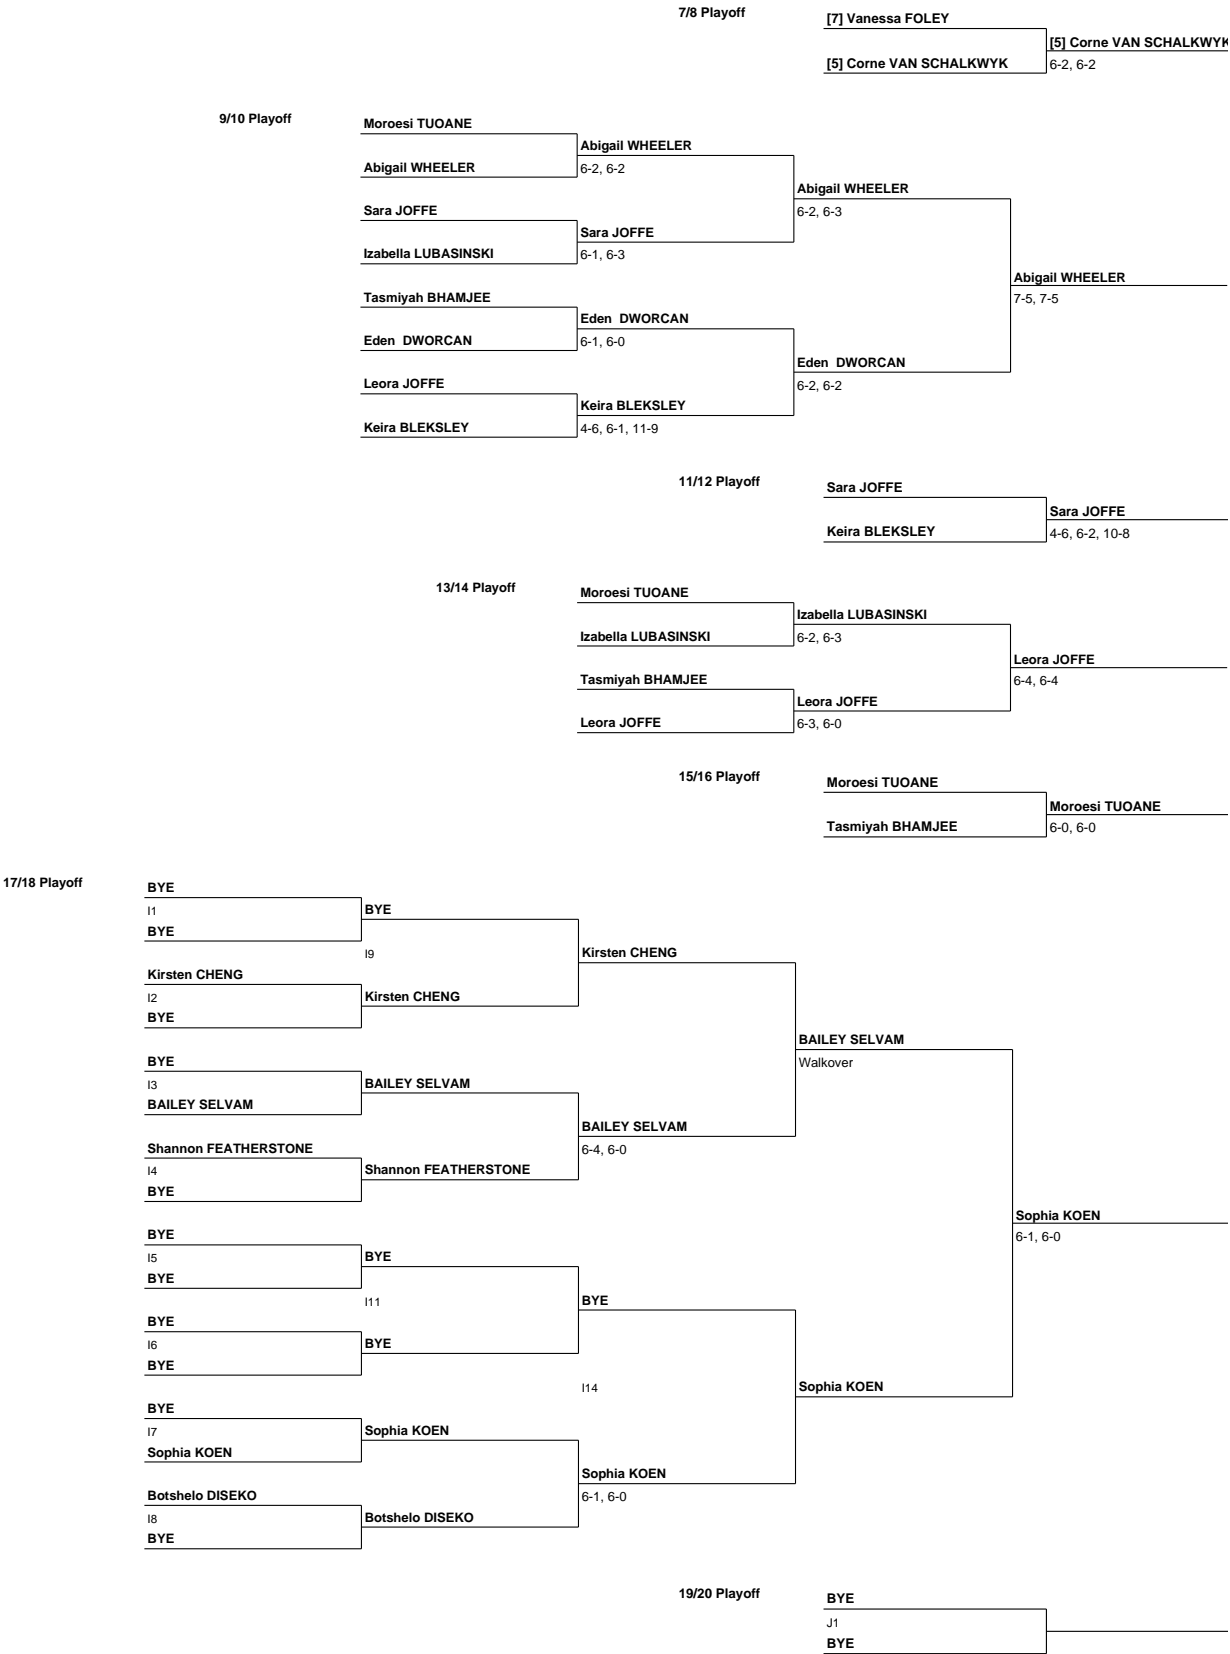 7/8 Playoff
[7] Vanessa FOLEY
[5] Corne VAN SCHALKWYK
[5] Corne VAN SCHALKWYK
6-2, 6-2
9/10 Playoff
Moroesi TUOANE
Abigail WHEELER
Abigail WHEELER
6-2, 6-2
Abigail WHEELER
6-2, 6-3
Sara JOFFE
Sara JOFFE
Izabella LUBASINSKI
6-1, 6-3
Abigail WHEELER
7-5, 7-5
Tasmiyah BHAMJEE
Eden  DWORCAN
Eden  DWORCAN
6-1, 6-0
Eden  DWORCAN
6-2, 6-2
Leora JOFFE
Keira BLEKSLEY
Keira BLEKSLEY
4-6, 6-1, 11-9
11/12 Playoff
Sara JOFFE
Sara JOFFE
Keira BLEKSLEY
4-6, 6-2, 10-8
13/14 Playoff
Moroesi TUOANE
Izabella LUBASINSKI
Izabella LUBASINSKI
6-2, 6-3
Leora JOFFE
6-4, 6-4
Tasmiyah BHAMJEE
Leora JOFFE
Leora JOFFE
6-3, 6-0
15/16 Playoff
Moroesi TUOANE
Moroesi TUOANE
Tasmiyah BHAMJEE
6-0, 6-0
17/18 Playoff
BYE
I1
BYE
BYE
I9
Kirsten CHENG
Kirsten CHENG
I2
Kirsten CHENG
BYE
BAILEY SELVAM
Walkover
BYE
I3
BAILEY SELVAM
BAILEY SELVAM
BAILEY SELVAM
6-4, 6-0
Shannon FEATHERSTONE
I4
Shannon FEATHERSTONE
BYE
Sophia KOEN
6-1, 6-0
BYE
I5
BYE
BYE
I11
BYE
BYE
I6
BYE
BYE
I14
Sophia KOEN
BYE
I7
Sophia KOEN
Sophia KOEN
Sophia KOEN
6-1, 6-0
Botshelo DISEKO
I8
Botshelo DISEKO
BYE
19/20 Playoff
BYE
J1
BYE